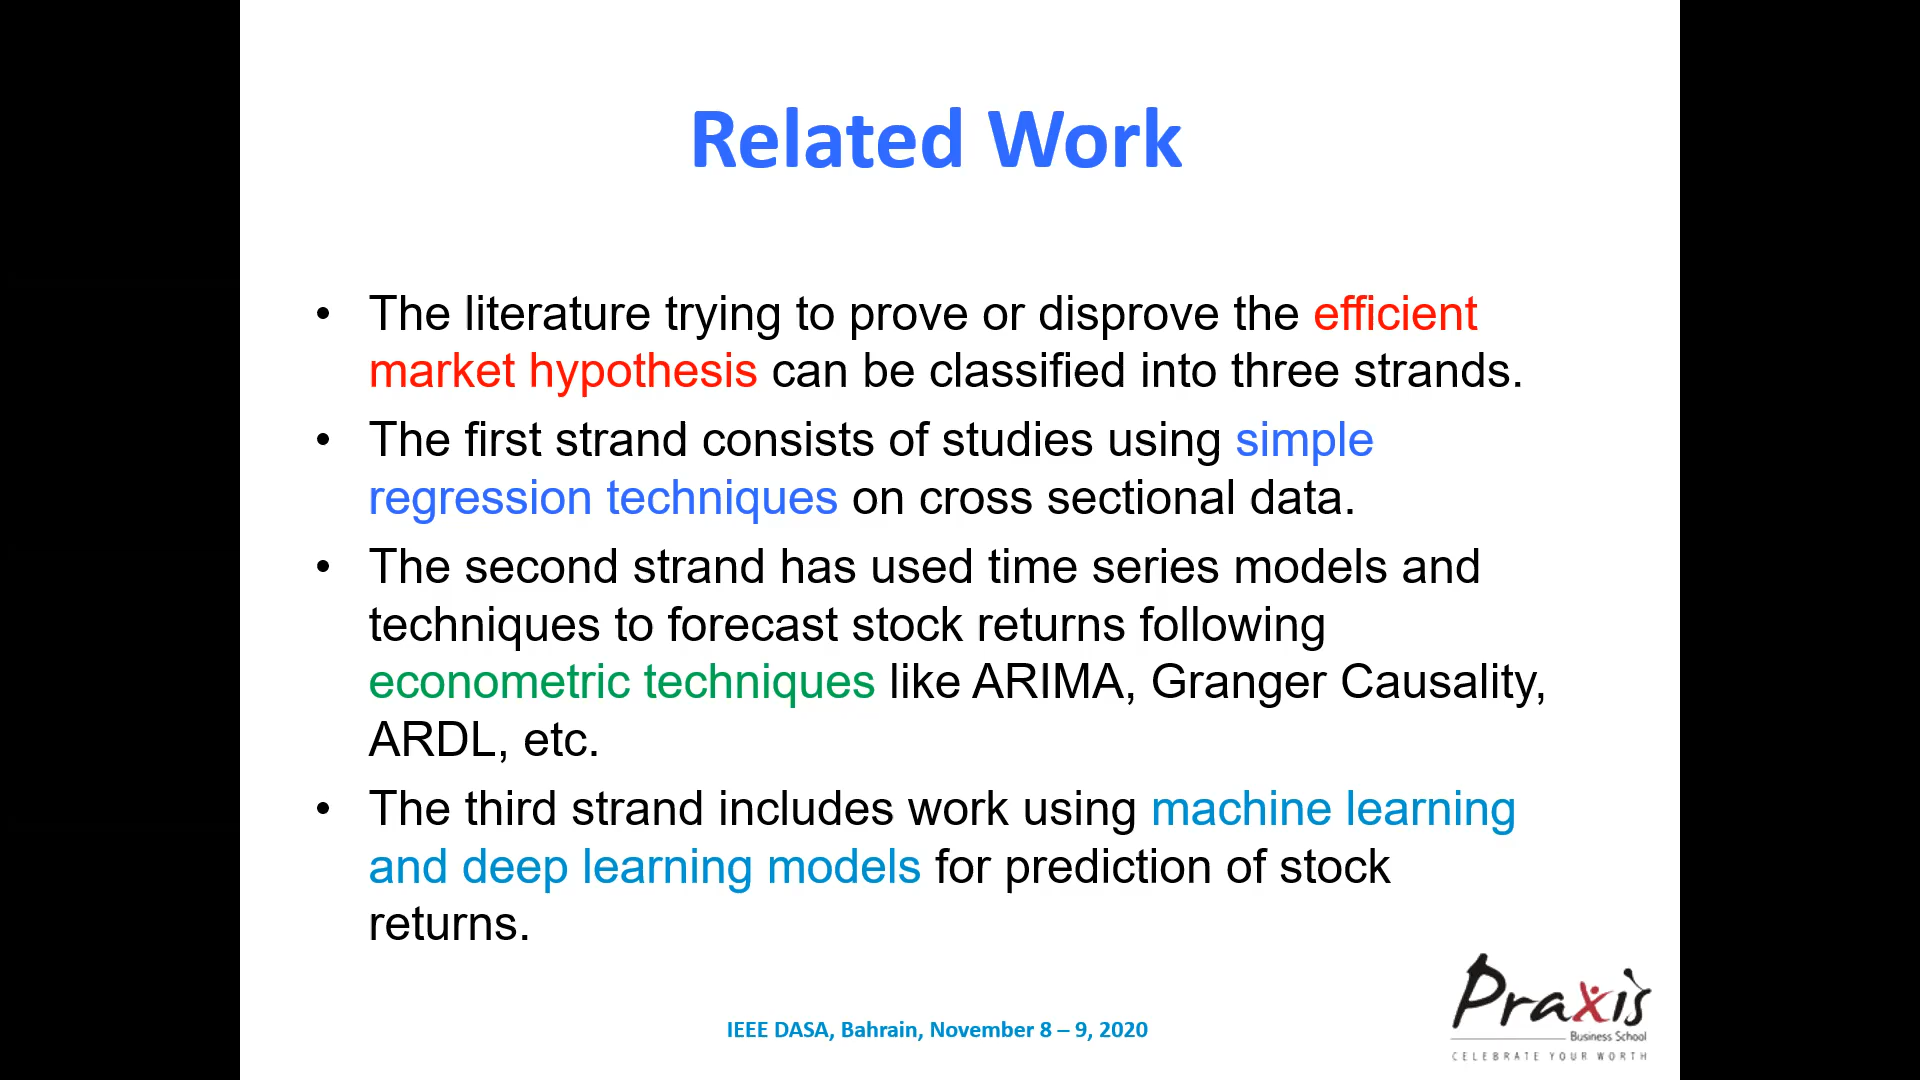 Related Work
• The literature trying to prove or disprove the efficient
market hypothesis can be classified into three strands.
• The first strand consists of studies using simple
regression techniques on cross sectional data.
• The second strand has used time series models and
techniques to forecast stock returns following
econometric techniques like ARIMA, Granger Causality,
ARDL, etc.
• The third strand includes work using machine learning
and deep learning models for prediction of stock
returns.
IEEE DASA, Bahrain, November 8 – 9, 2020
Praxis
Business School
CELEBRATE YOUR WORTH